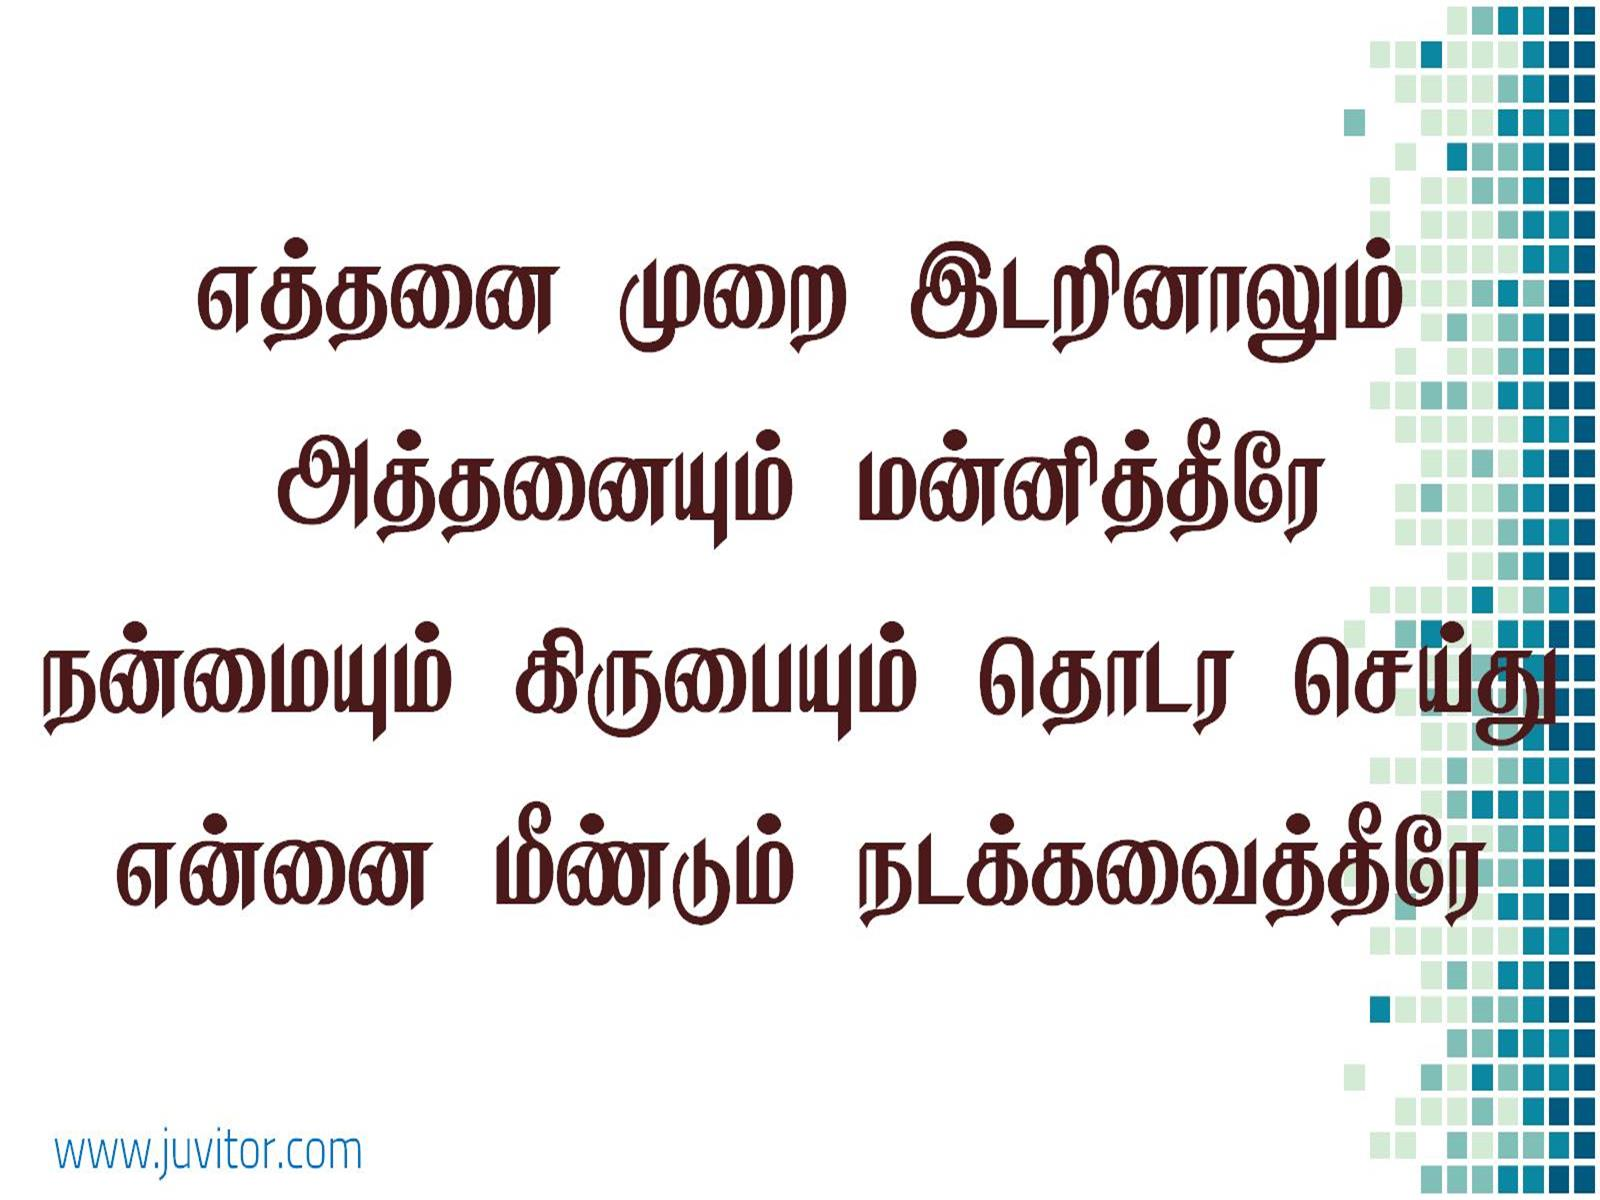 எத்தனை முறை இடறினாலும்
அத்தனையும் மன்னித்தீரே
நன்மையும் கிருபையும் தொடர செய்து
என்னை மீண்டும் நடக்கவைத்தீரே
www.juvitor.com